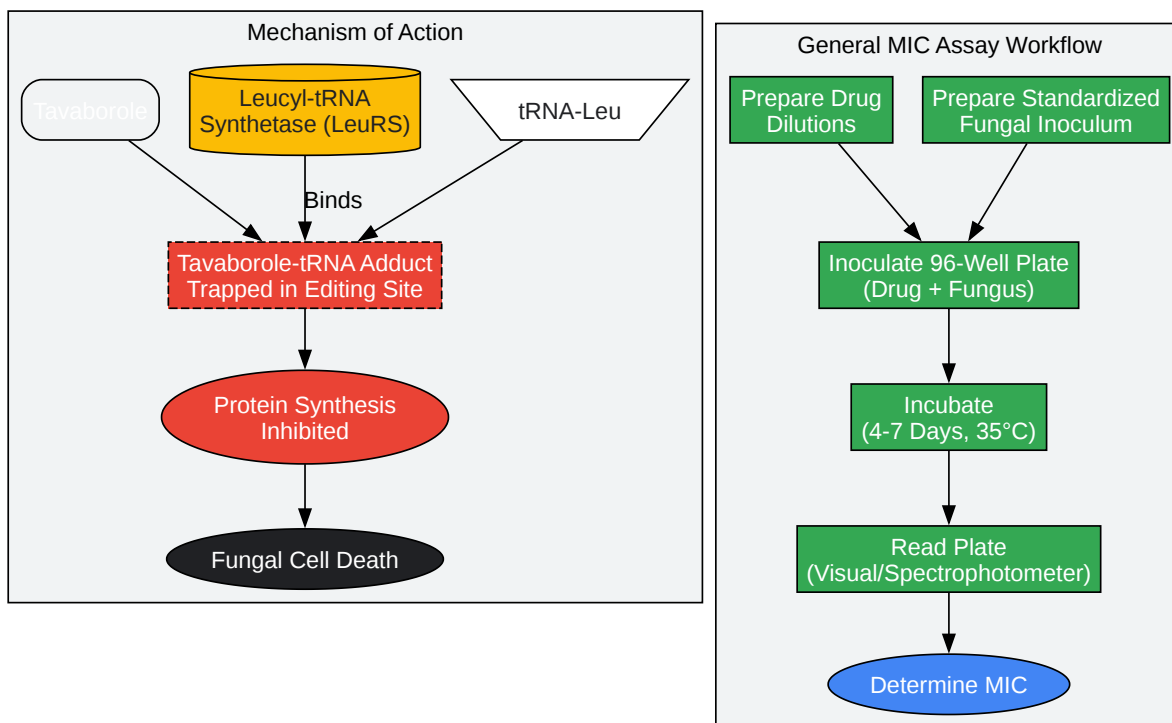 Mechanism of Action
Tavaborole
Leucyl-tRNA
Synthetase (LeuRS)
tRNA-Leu
Binds
Tavaborole-tRNA Adduct
Trapped in Editing Site
Protein Synthesis
Inhibited
Fungal Cell Death
General MIC Assay Workflow
Prepare Drug
Dilutions
Prepare Standardized
Fungal Inoculum
Inoculate 96-Well Plate
(Drug + Fungus)
Incubate
(4-7 Days, 35°C)
Read Plate
(Visual/Spectrophotometer)
Determine MIC